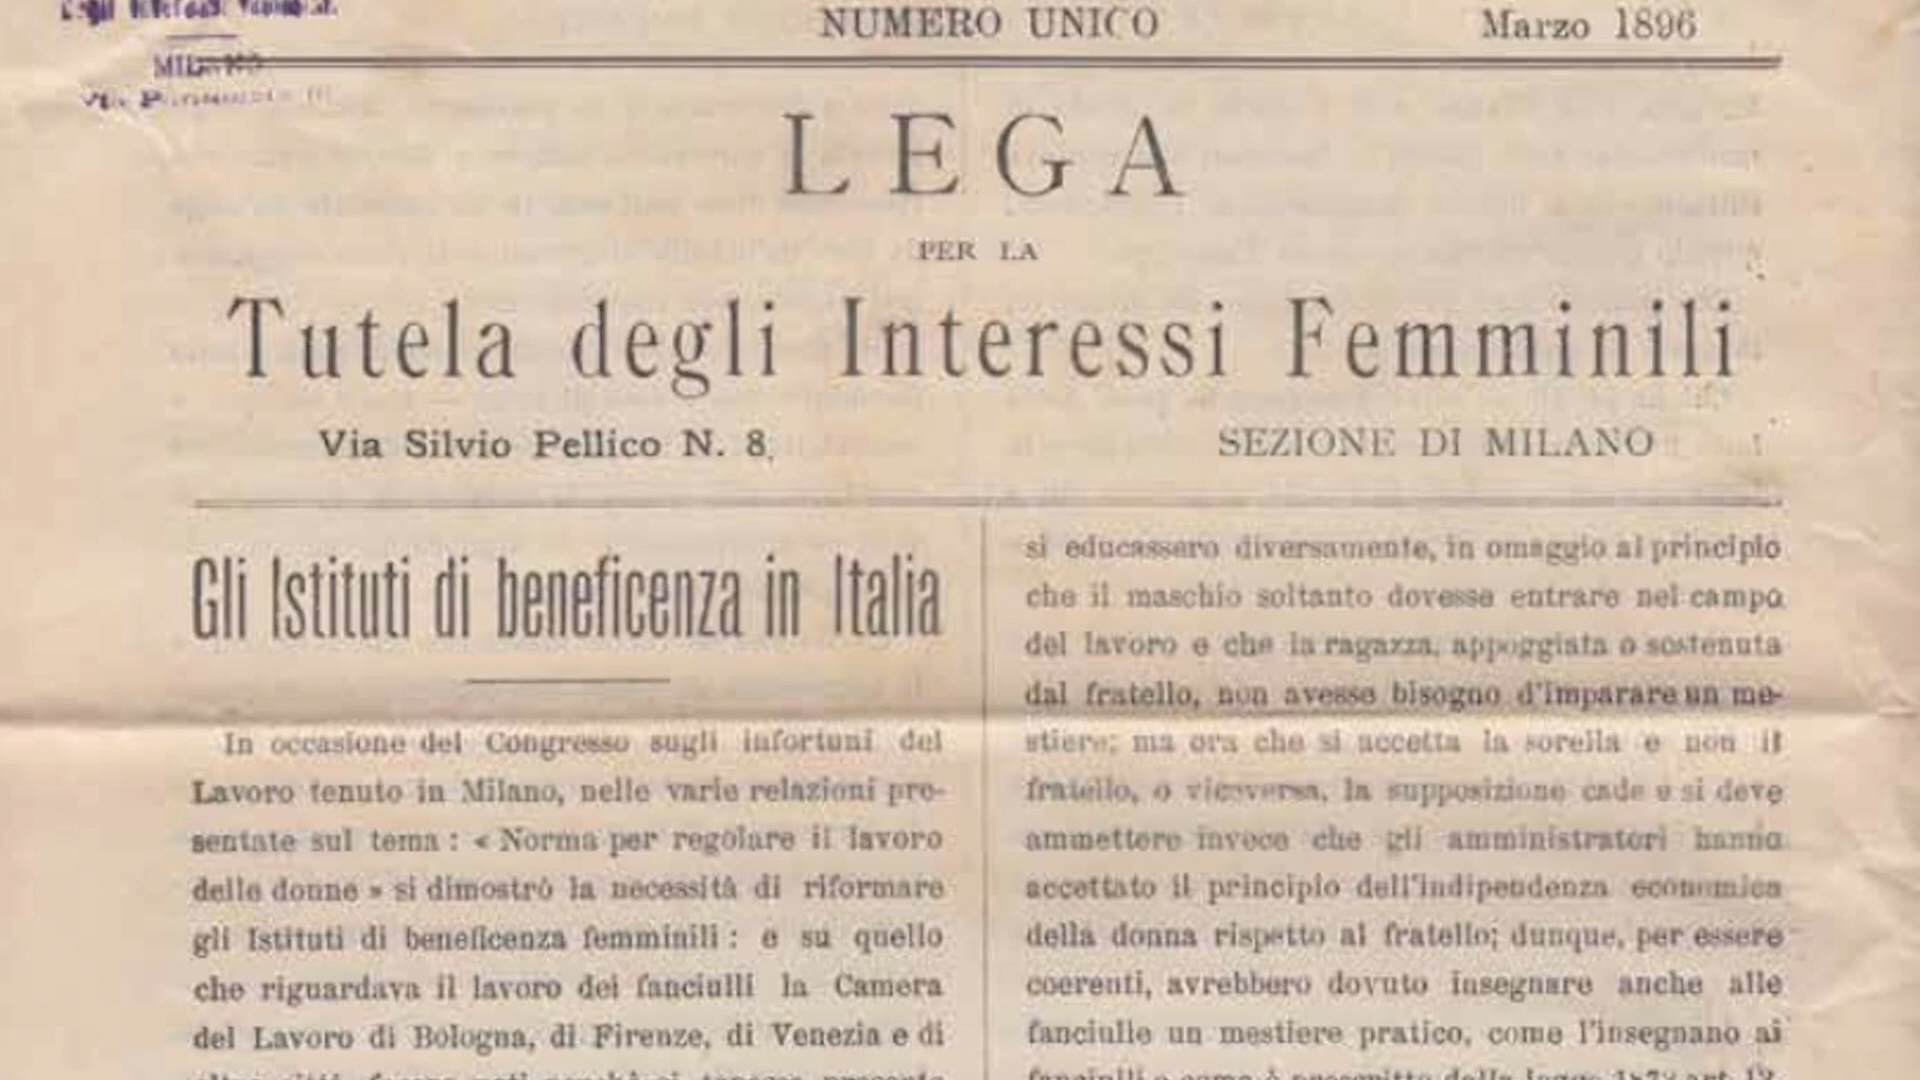 Legli Interessi Femminili
MILANO
Via
NUMERO UNICO
Marzo 1896
LEGA
PER LA
Tutela degli Interessi Femminili
Via Silvio Pellico N. 8.
SEZIONE DI MILANO
Gli Istituti di beneficenza in Italia
In occasione del Congresso sugli infortuni del
Lavoro tenuto in Milano, nelle varie relazioni pre-
sentate sul tema : « Norma per regolare il lavoro
delle donne » si dimostrò la necessità di riformare
gli Istituti di beneficenza femminili : e su quello
che riguardava il lavoro dei fanciulli la Camera
del Lavoro di Bologna, di Firenze, di Venezia e di
si educassero diversamente, in omaggio al principio
che il maschio soltanto dovesse entrare nel campo
del lavoro e che la ragazza, appoggiata o sostenuta
dal fratello, non avesse bisogno d'imparare un me-
stiere; ma ora che si accetta la sorella e non il
fratello, o viceversa, la supposizione cade e si deve
ammettere invece che gli amministratori hanno
accettato il principio dell'indipendenza economica
della donna rispetto al fratello; dunque, per essere
coerenti, avrebbero dovuto insegnare anche alle
fanciulle un mestiere pratico, come l'insegnano ai